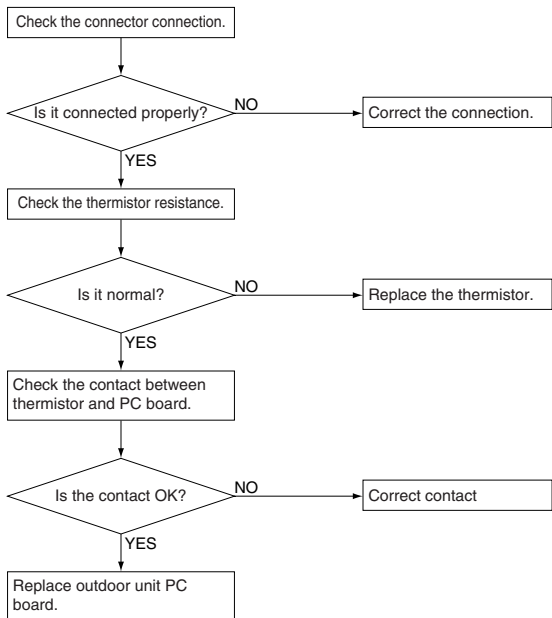 Check the connector connection.
Is it connected properly?
NO
Correct the connection.
YES
Check the thermistor resistance.
Is it normal?
NO
Replace the thermistor.
YES
Check the contact between
thermistor and PC board.
Is the contact OK?
NO
Correct contact
YES
Replace outdoor unit PC
board.